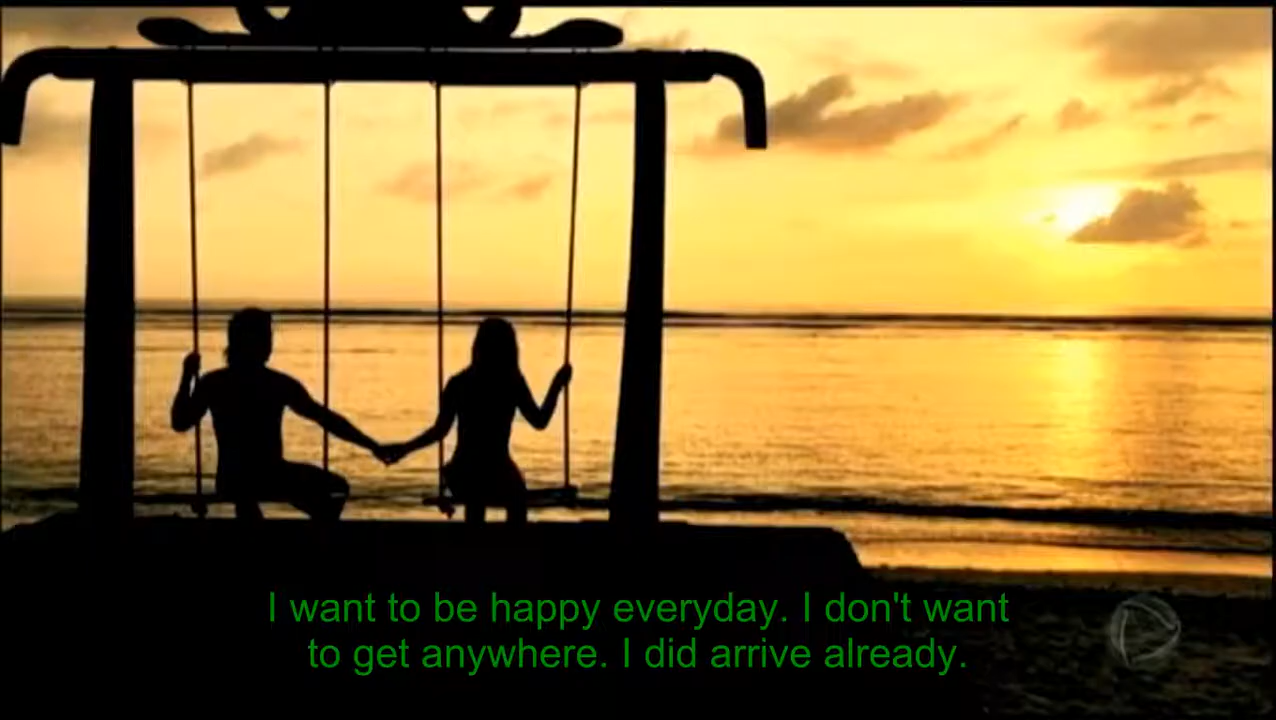 I want to be happy everyday. I don't want
to get anywhere. I did arrive already.